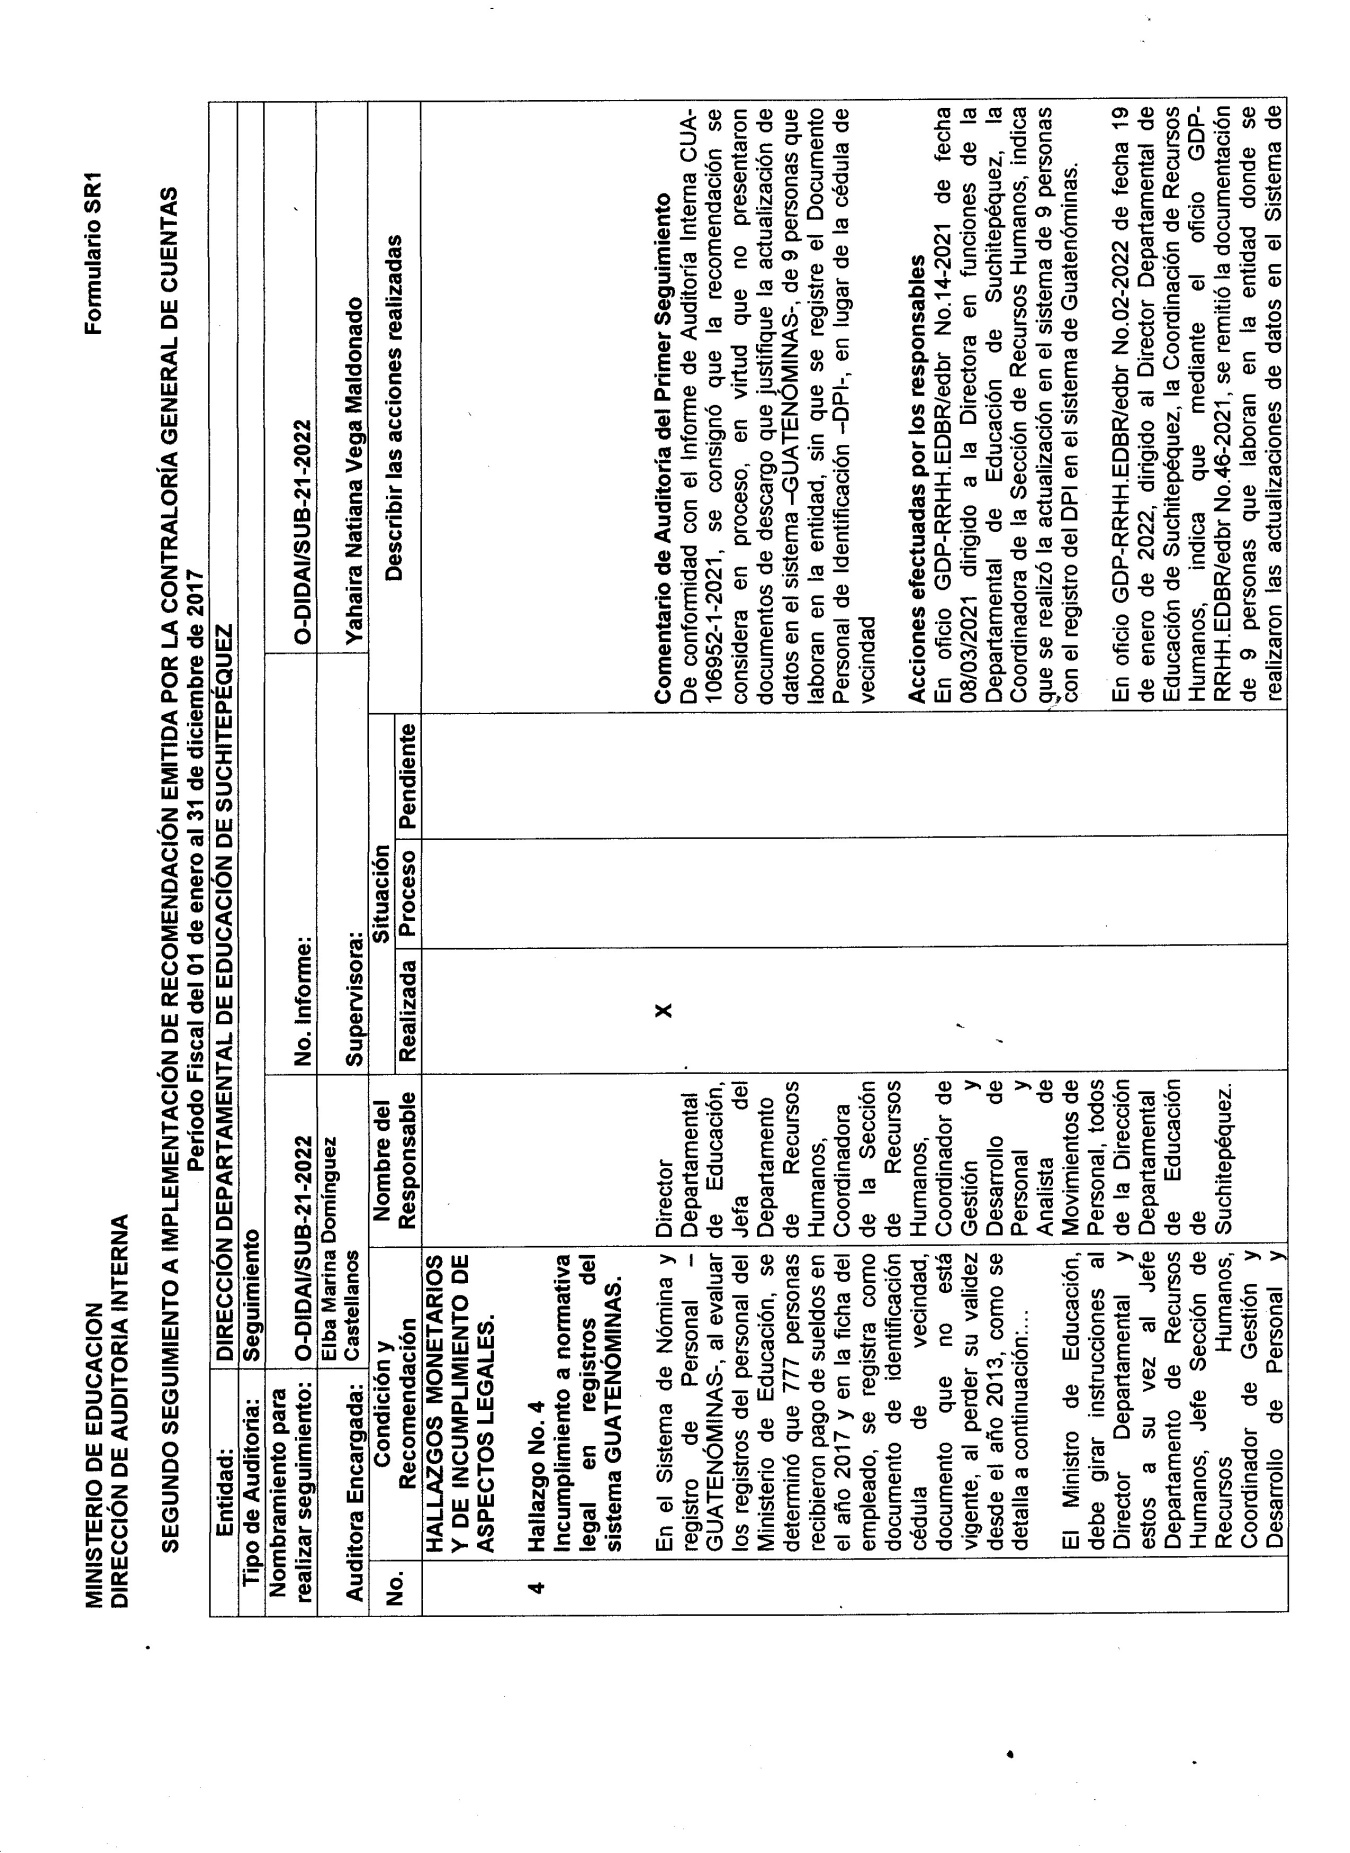 MINISTERIO DE EDUCACION
DIRECCIÓN DE AUDITORIA INTERNA
Formulario SR1
SEGUNDO SEGUIMIENTO A IMPLEMENTACIÓN DE RECOMENDACIÓN EMITIDA POR LA CONTRALORÍA GENERAL DE CUENTAS
Período Fiscal del 01 de enero al 31 de diciembre de 2017
Entidad: DIRECCIÓN DEPARTAMENTAL DE EDUCACIÓN DE SUCHITEPÉQUEZ
Tipo de Auditoria: Seguimiento
Nombramiento para
realizar seguimiento: O-DIDAI/SUB-21-2022 No. Informe: O-DIDAI/SUB-21-2022
Auditora Encargada: Elba Marina Domínguez
Castellanos
Supervisora: Yahaira Natiana Vega Maldonado
No.
Condición y
Recomendación
Nombre del
Responsable
Situación
Realizada Proceso Pendiente
Describir las acciones realizadas
HALLAZGOS MONETARIOS
Y DE INCUMPLIMIENTO DE
ASPECTOS LEGALES.
4
Hallazgo No. 4
Incumplimiento a normativa
legal en registros del
sistema GUATENÓMINAS.
En el Sistema de Nómina y
registro de Personal –
GUATENÓMINAS-, al evaluar
los registros del personal del
Ministerio de Educación, se
determinó que 777 personas
recibieron pago de sueldos en
el año 2017 y en la ficha del
empleado, se registra como
documento de identificación
cédula de vecindad,
documento que no está
vigente, al perder su validez
desde el año 2013, como se
detalla a continuación:...
El Ministro de Educación,
debe girar instrucciones al
Director Departamental y
estos a su vez al Jefe
Departamento de Recursos
Humanos, Jefe Sección de
Recursos Humanos,
Coordinador de Gestión y
Desarrollo de Personal y
Director
Departamental
de Educación,
Jefa del
Departamento
de Recursos
Humanos,
Coordinadora
de la Sección
de Recursos
Humanos,
Coordinador de
Gestión y
Desarrollo de
Personal y
Analista de
Movimientos de
Personal, todos
de la Dirección
Departamental
de Educación
de
Suchitepéquez.
X
Comentario de Auditoría del Primer Seguimiento
De conformidad con el Informe de Auditoría Interna CUA-
106952-1-2021, se consignó que la recomendación se
considera en proceso, en virtud que no presentaron
documentos de descargo que justifique la actualización de
datos en el sistema –GUATENÓMINAS-, de 9 personas que
laboran en la entidad, sin que se registre el Documento
Personal de Identificación –DPI-, en lugar de la cédula de
vecindad
Acciones efectuadas por los responsables
En oficio GDP-RRHH.EDBR/edbr No.14-2021 de fecha
08/03/2021 dirigido a la Directora en funciones de la
Departamental de Educación de Suchitepéquez, la
Coordinadora de la Sección de Recursos Humanos, indica
que se realizó la actualización en el sistema de 9 personas
con el registro del DPI en el sistema de Guatenóminas.
En oficio GDP-RRHH.EDBR/edbr No.02-2022 de fecha 19
de enero de 2022, dirigido al Director Departamental de
Educación de Suchitepéquez, la Coordinación de Recursos
Humanos, indica que mediante el oficio GDP-
RRHH.EDBR/edbr No.46-2021, se remitió la documentación
de 9 personas que laboran en la entidad donde se
realizaron las actualizaciones de datos en el Sistema de